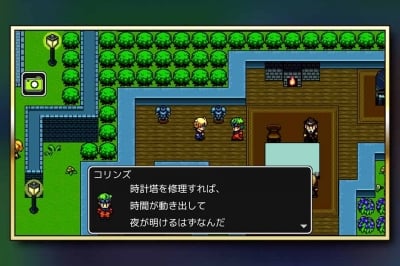 コリンズ
時計塔を修理すれば、
時間が動き出して
夜が明けるはずなんだ